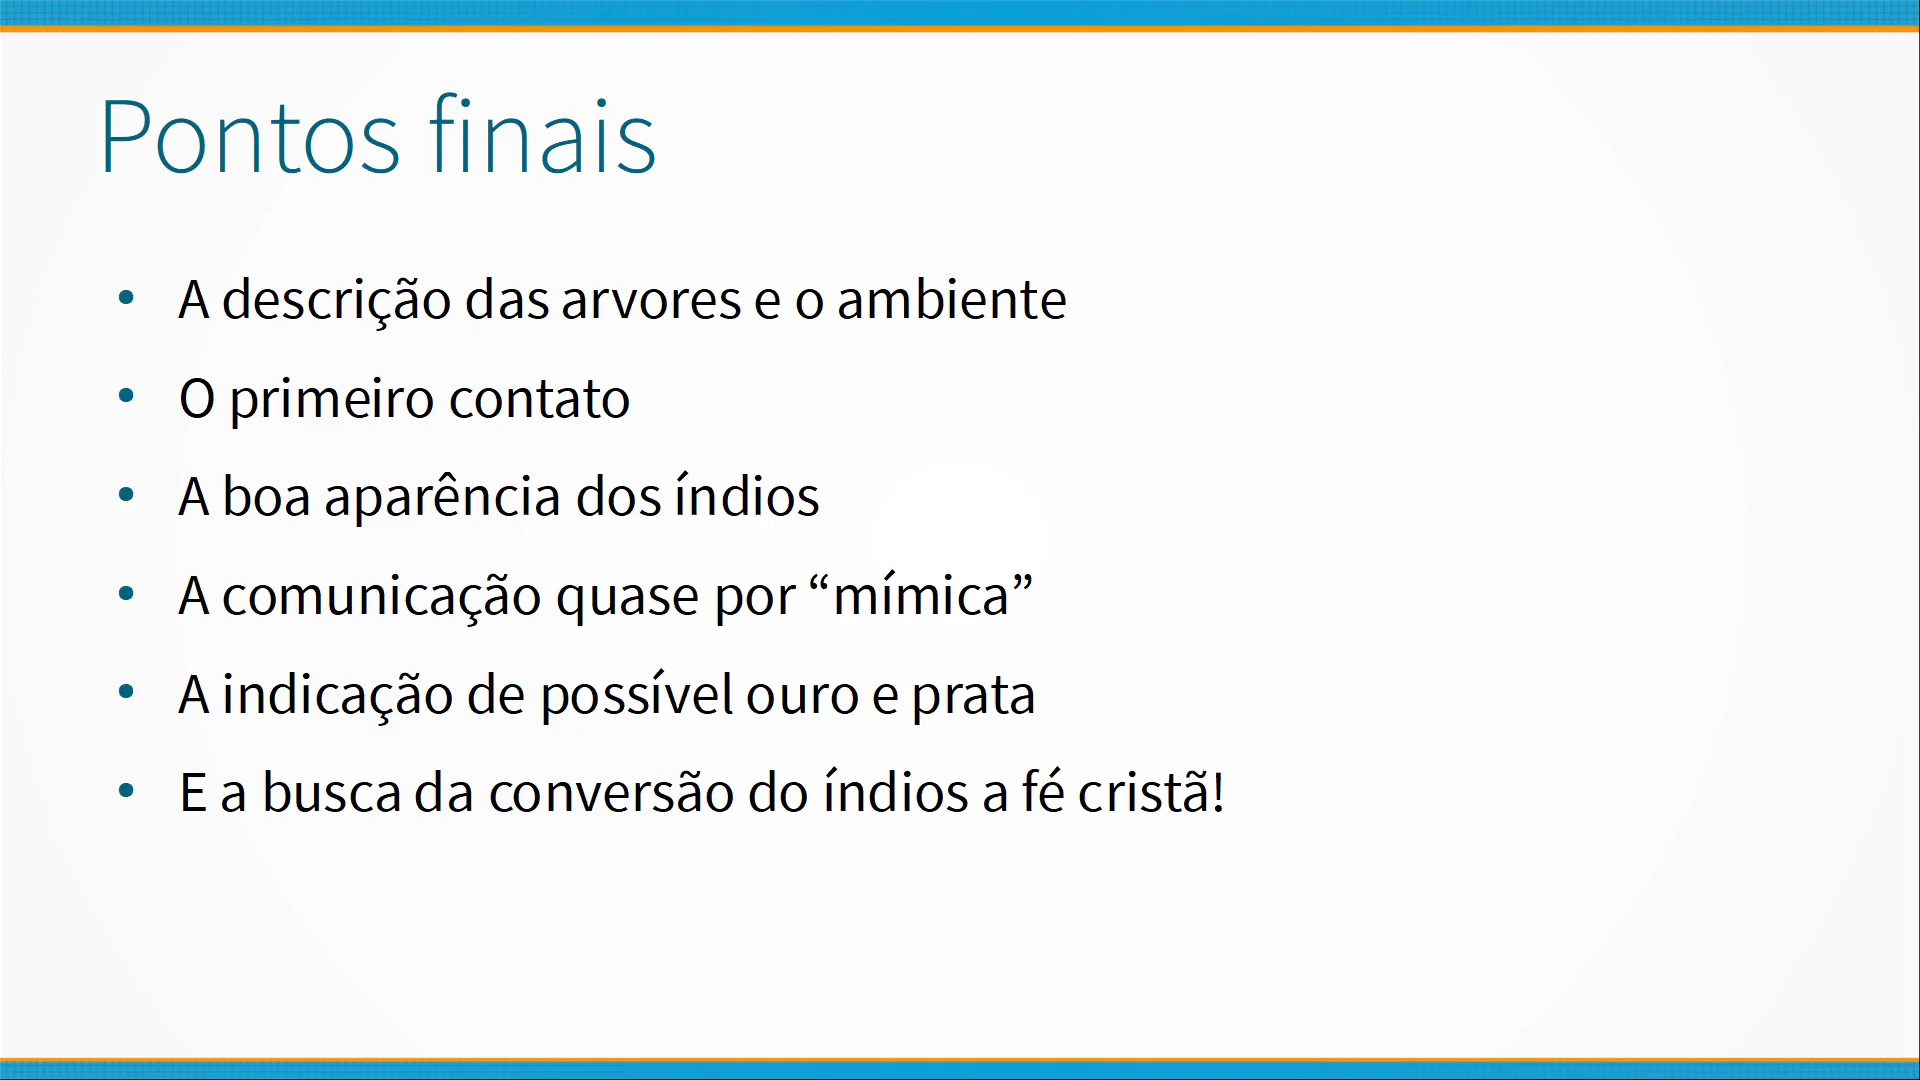 Pontos finais
• A descrição das arvores e o ambiente
• O primeiro contato
• A boa aparência dos índios
• A comunicação quase por “mímica”
• A indicação de possível ouro e prata
• E a busca da conversão do índios a fé cristã!